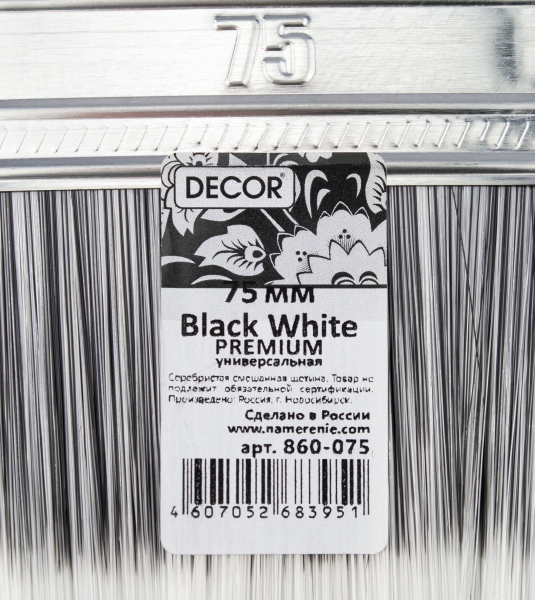 75
DECOR®
75 мм
Black White
PREMIUM
универсальная
Серебристая смешанная щетина. Товар не
подлежит обязательной сертификации.
Произведено: Россия, г. Новосибирск.
Сделано в России
www.namerenie.com
арт. 860-075
4 607052 683951